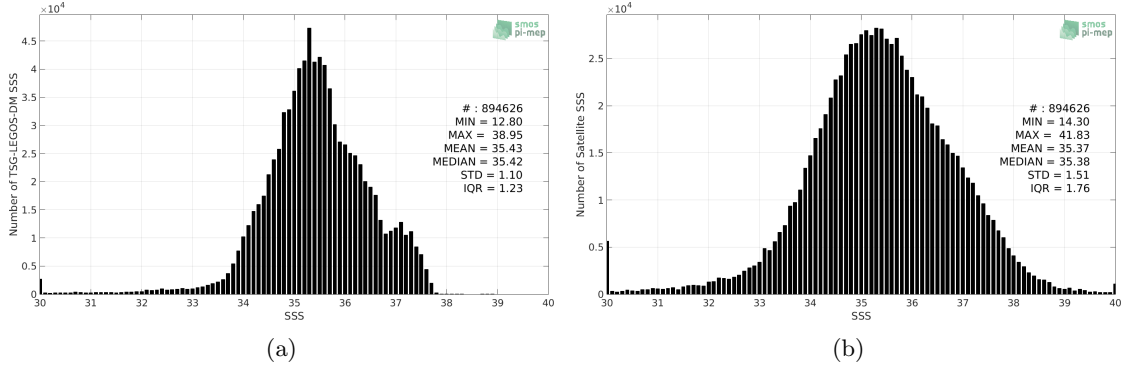 ×10⁴
4.5
4
3.5
3
2.5
2
1.5
1
0.5
0
30 31 32 33 34 35 36 37 38 39 40
SSS
Number of TSG-LEGOS-DM SSS
smos
pi-mep
# : 894626
MIN = 12.80
MAX = 38.95
MEAN = 35.43
MEDIAN = 35.42
STD = 1.10
IQR = 1.23
(a)
×10⁴
2.5
2
1.5
1
0.5
0
30 31 32 33 34 35 36 37 38 39 40
SSS
Number of Satellite SSS
smos
pi-mep
# : 894626
MIN = 14.30
MAX = 41.83
MEAN = 35.37
MEDIAN = 35.38
STD = 1.51
IQR = 1.76
(b)